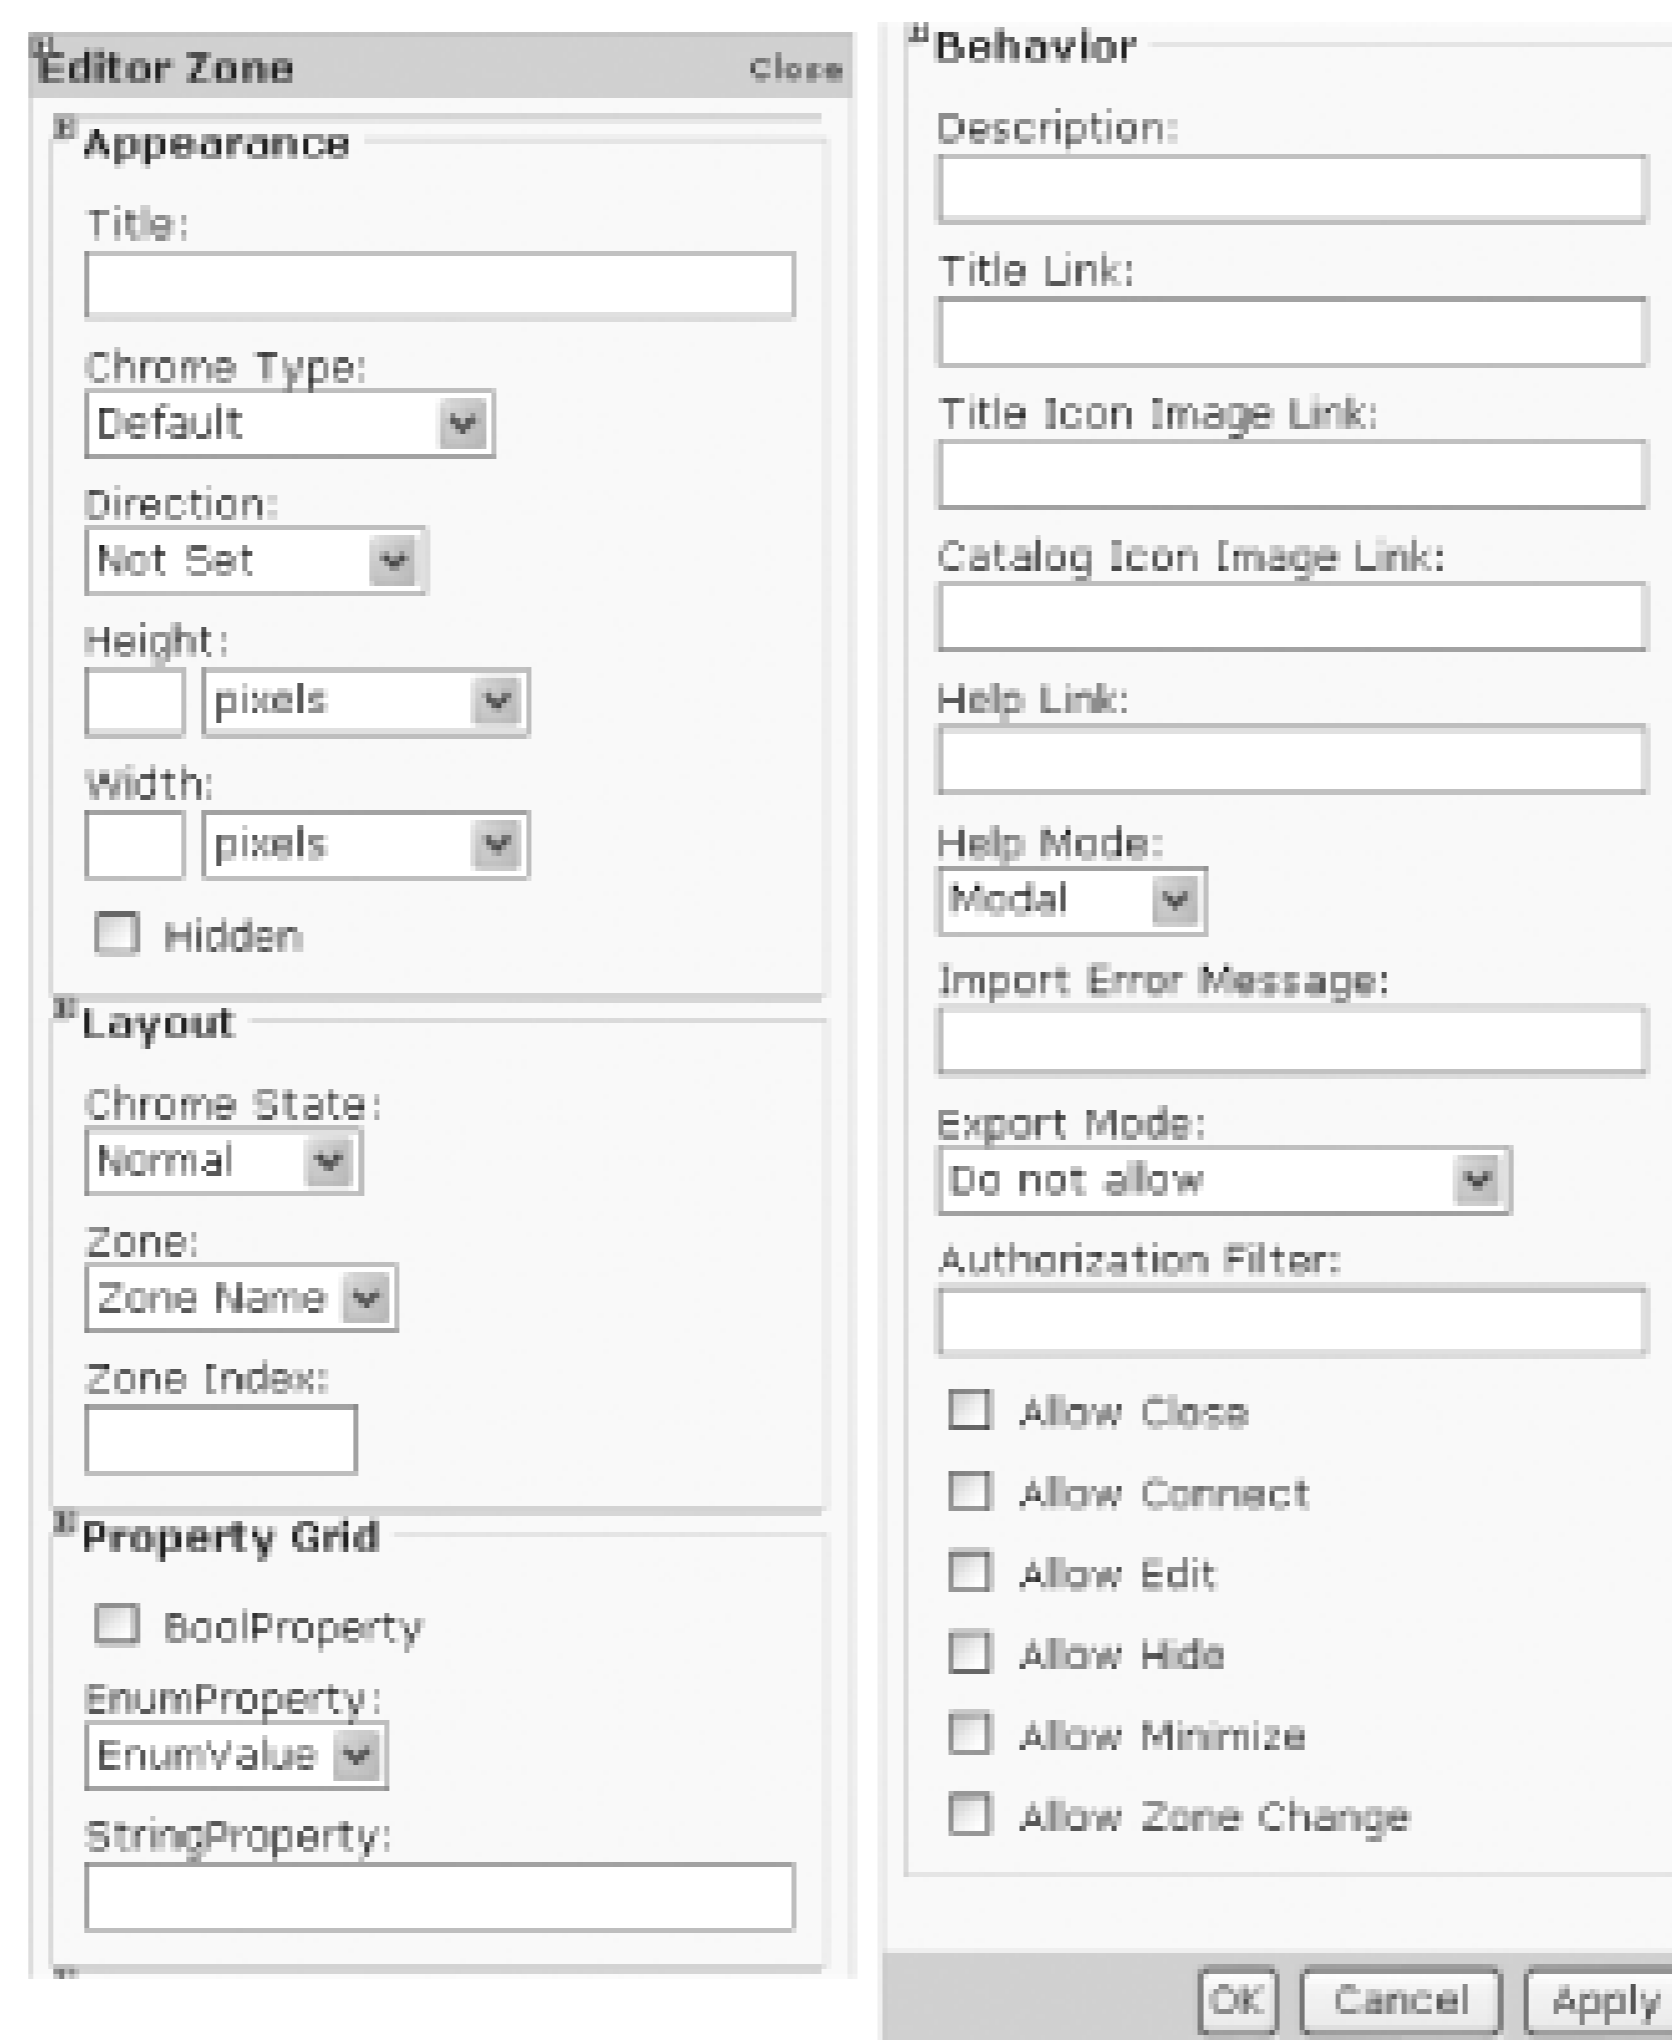 Editor Zone
Close
Appearance
Title:
Chrome Type:
Default
Direction:
Not Set
Height:
pixels
Width:
pixels
Hidden
Layout
Chrome State:
Normal
Zone:
Zone Name
Zone Index:
Property Grid
BoolProperty
EnumProperty:
EnumValue
StringProperty:
Behavior
Description:
Title Link:
Title Icon Image Link:
Catalog Icon Image Link:
Help Link:
Help Mode:
Modal
Import Error Message:
Export Mode:
Do not allow
Authorization Filter:
Allow Close
Allow Connect
Allow Edit
Allow Hide
Allow Minimize
Allow Zone Change
OK Cancel Apply